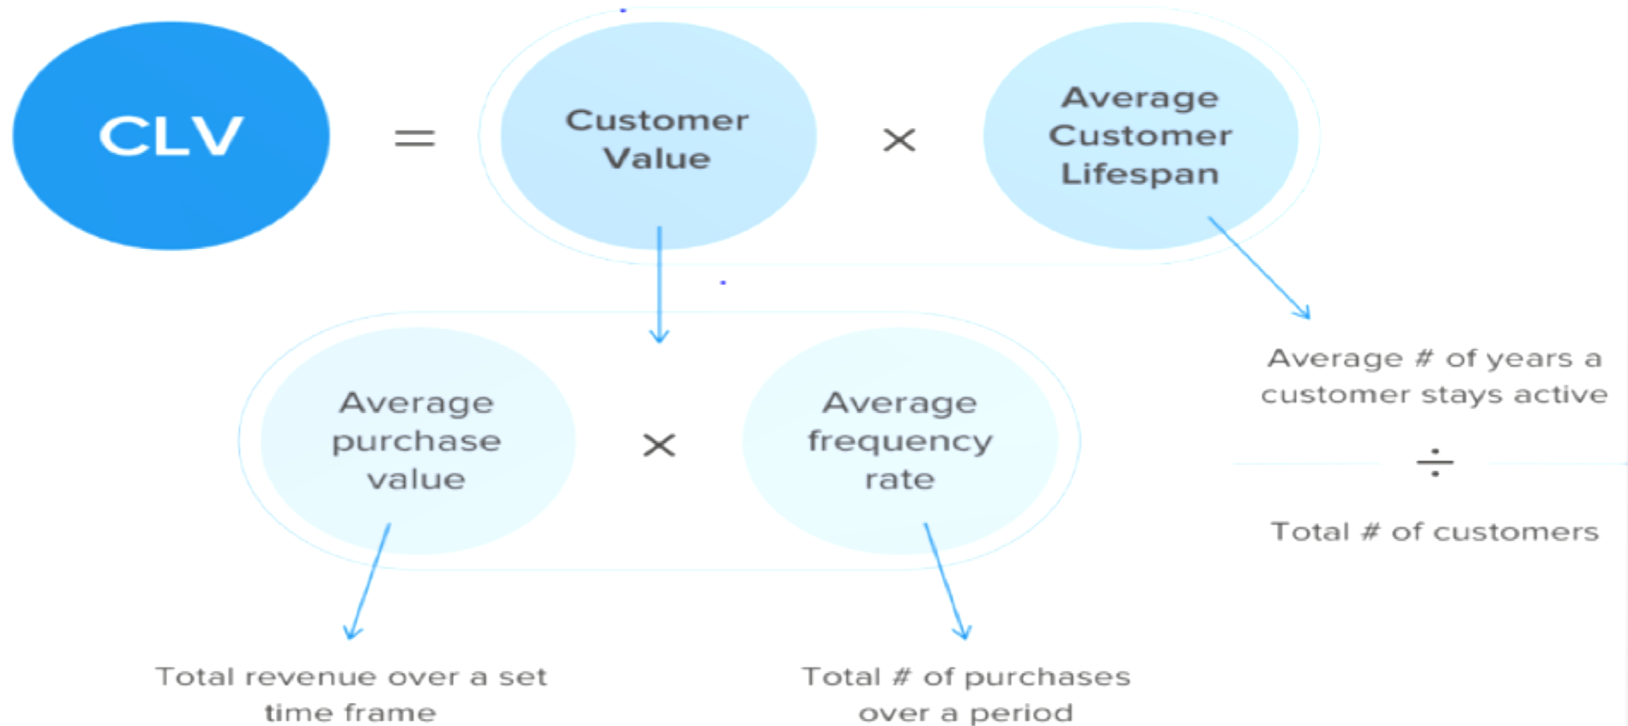 CLV
=
Customer
Value
×
Average
Customer
Lifespan
Average
purchase
value
×
Average
frequency
rate
Average # of years a
customer stays active
÷
Total # of customers
Total revenue over a set
time frame
Total # of purchases
over a period